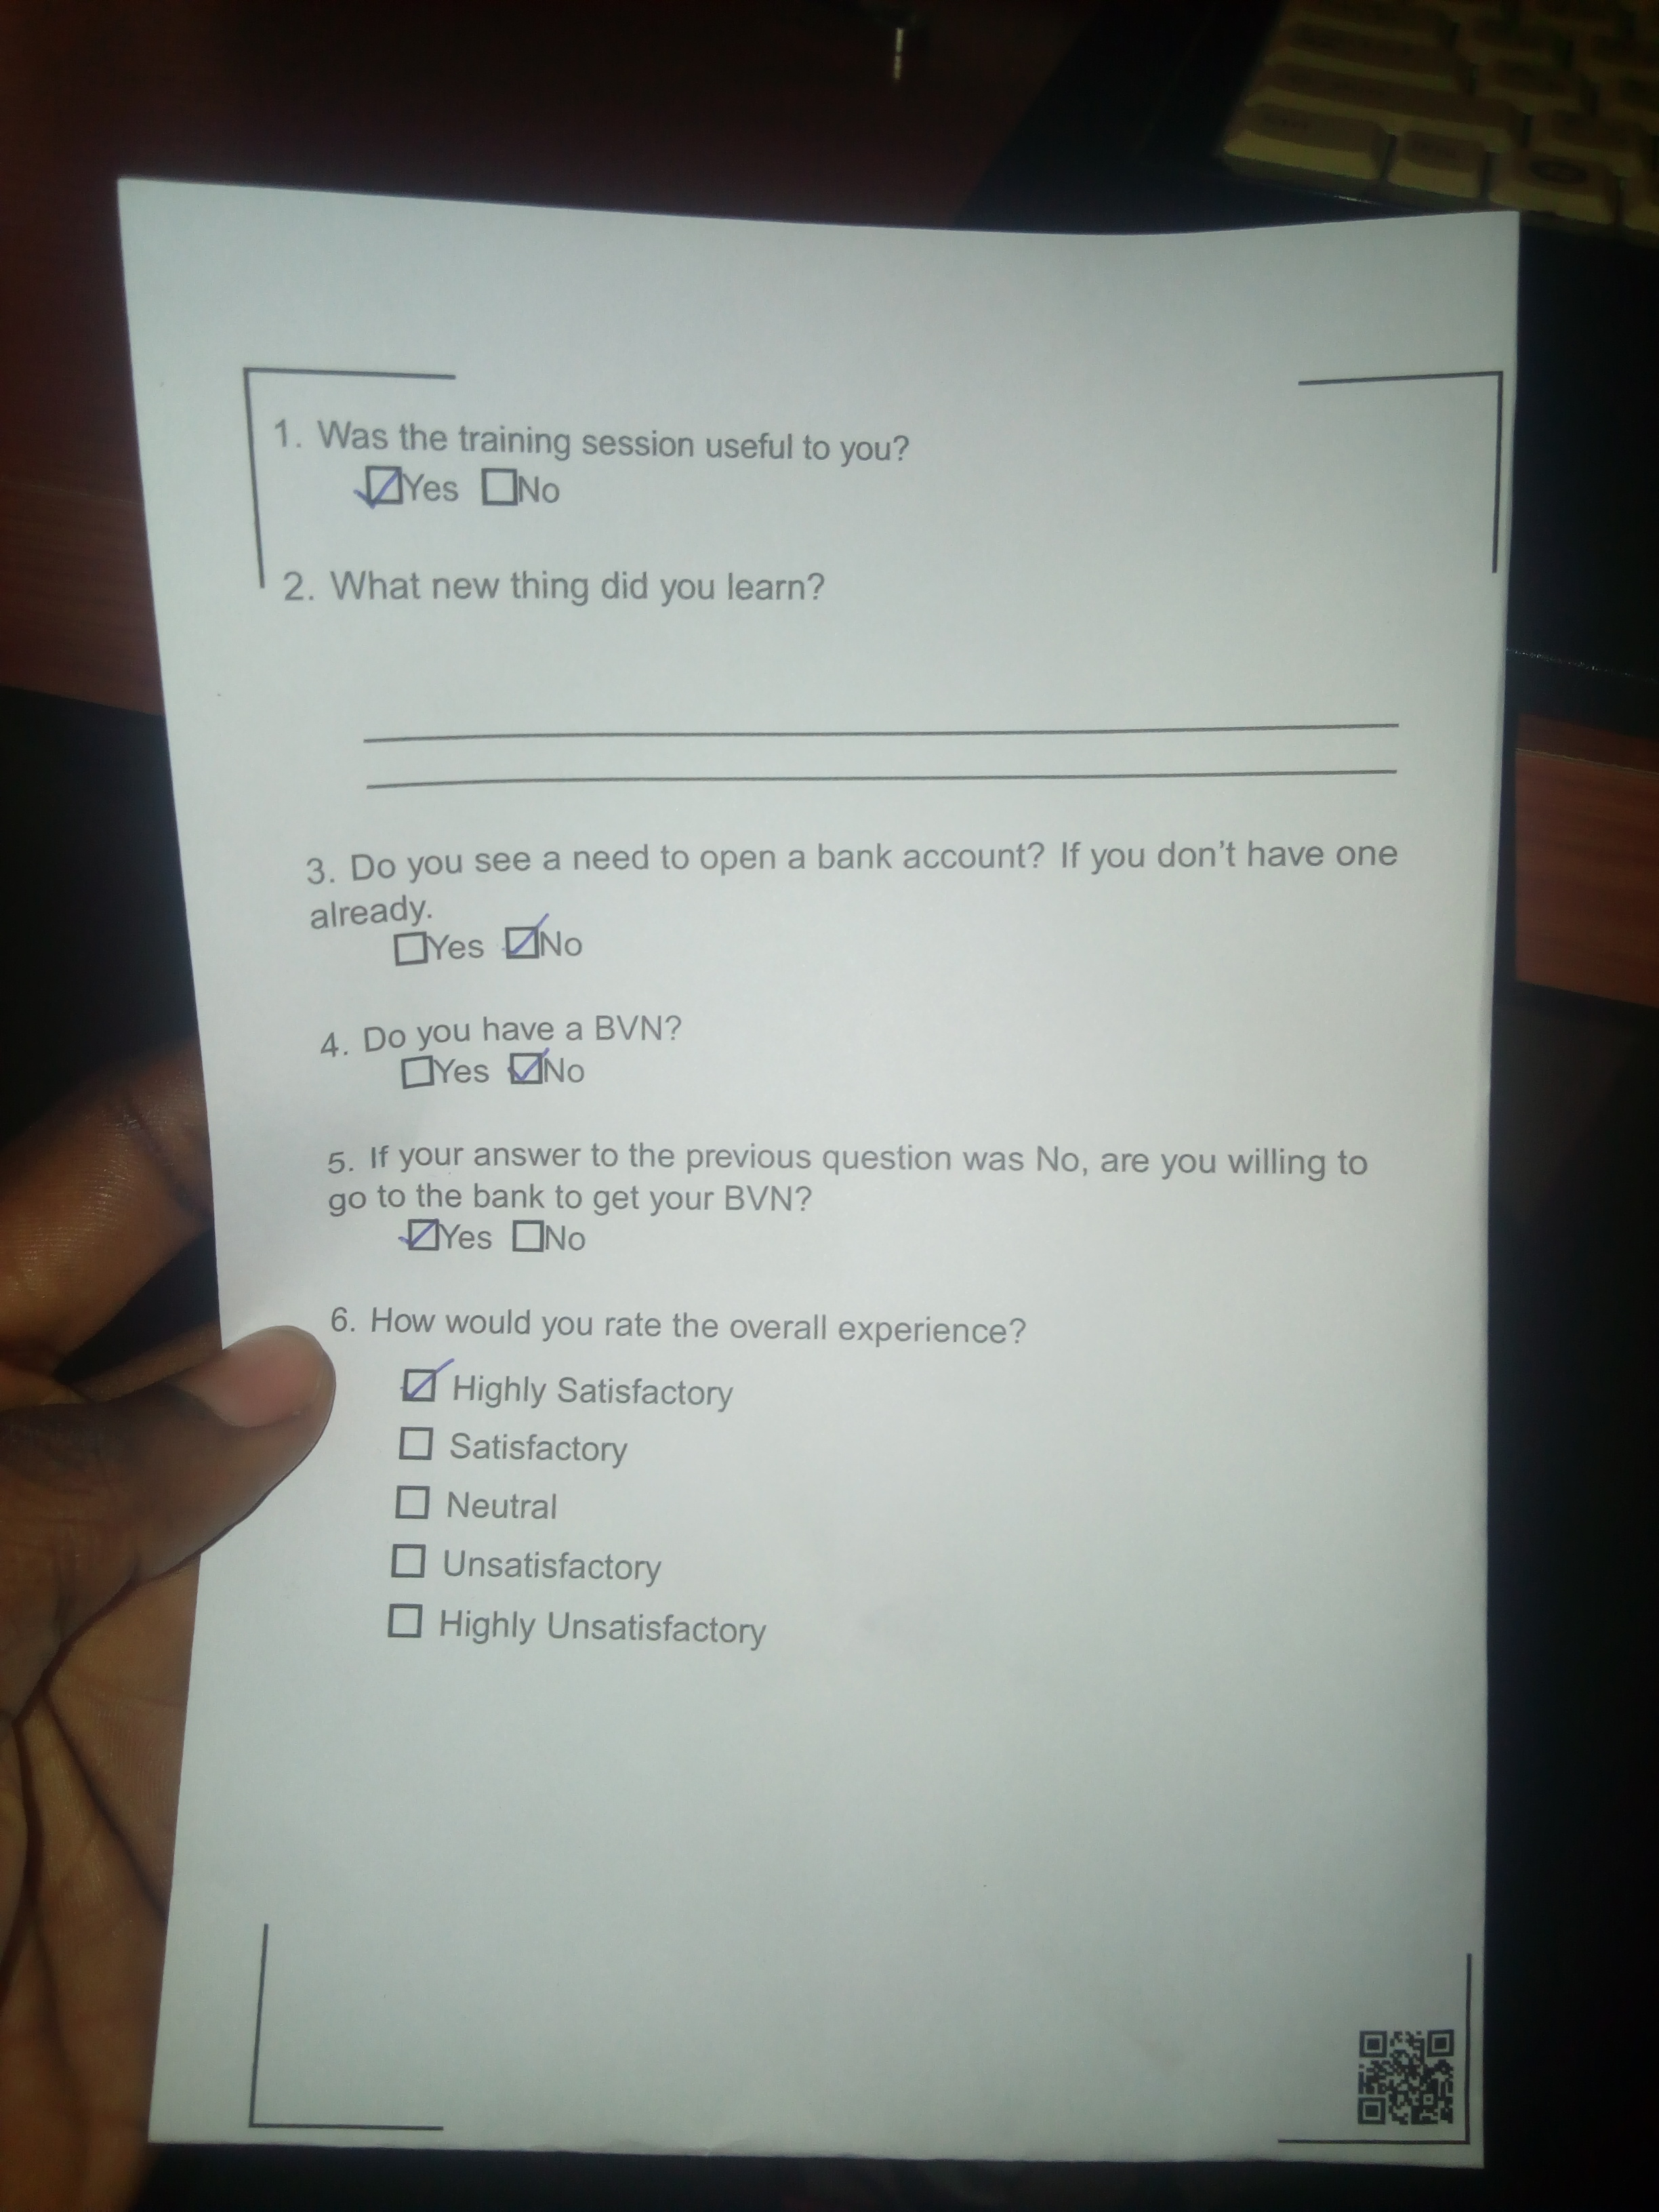 1. Was the training session useful to you?
☑Yes ☐No
2. What new thing did you learn?
3. Do you see a need to open a bank account? If you don't have one
already.
☐Yes ☑No
4. Do you have a BVN?
☐Yes ☑No
5. If your answer to the previous question was No, are you willing to
go to the bank to get your BVN?
☑Yes ☐No
6. How would you rate the overall experience?
☑ Highly Satisfactory
☐ Satisfactory
☐ Neutral
☐ Unsatisfactory
☐ Highly Unsatisfactory